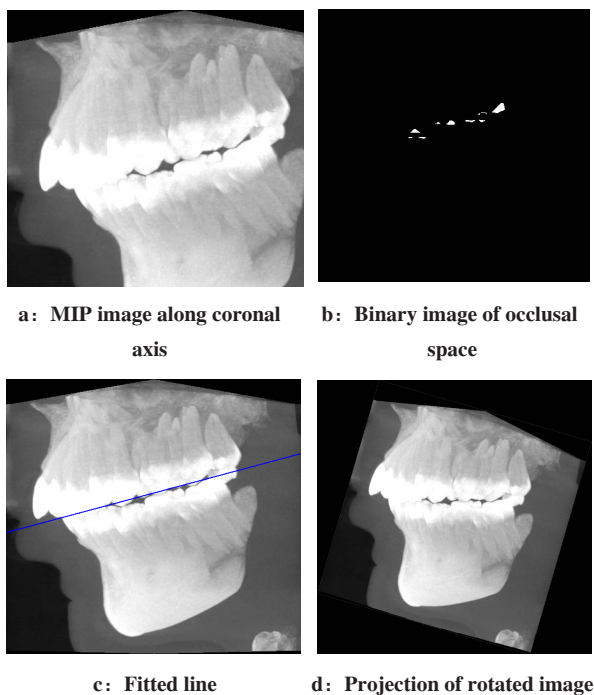 a：MIP image along coronal
axis
b：Binary image of occlusal
space
c：Fitted line
d：Projection of rotated image